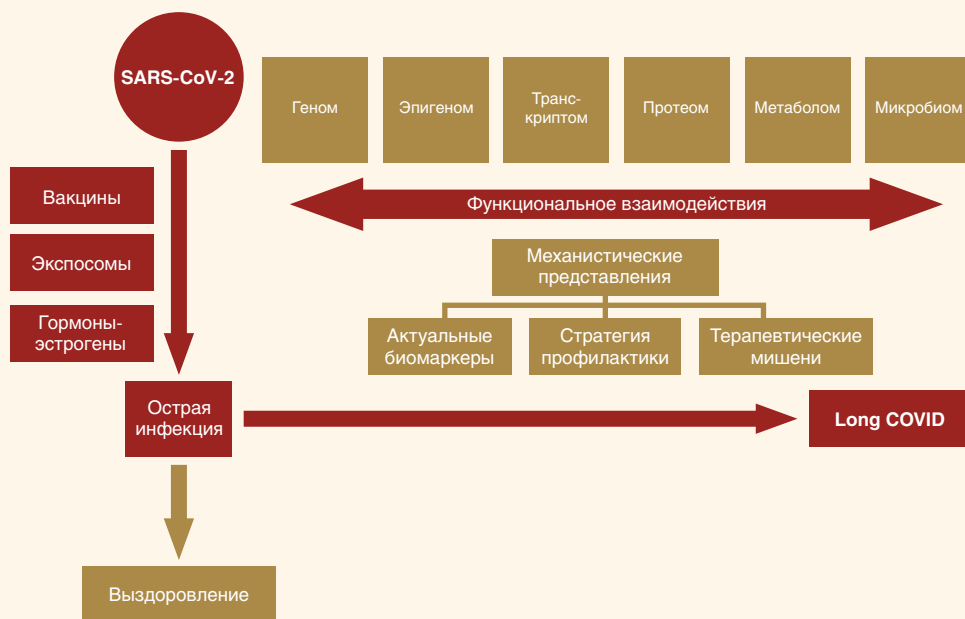 SARS-CoV-2
Геном
Эпигеном
Транс-
криптом
Протеом
Метаболом
Микробиом
Вакцины
Функциональное взаимодействия
Экспосомы
Механистические
представления
Гормоны-
эстрогены
Актуальные
биомаркеры
Стратегия
профилактики
Терапевтические
мишени
Острая
инфекция
Long COVID
Выздоровление